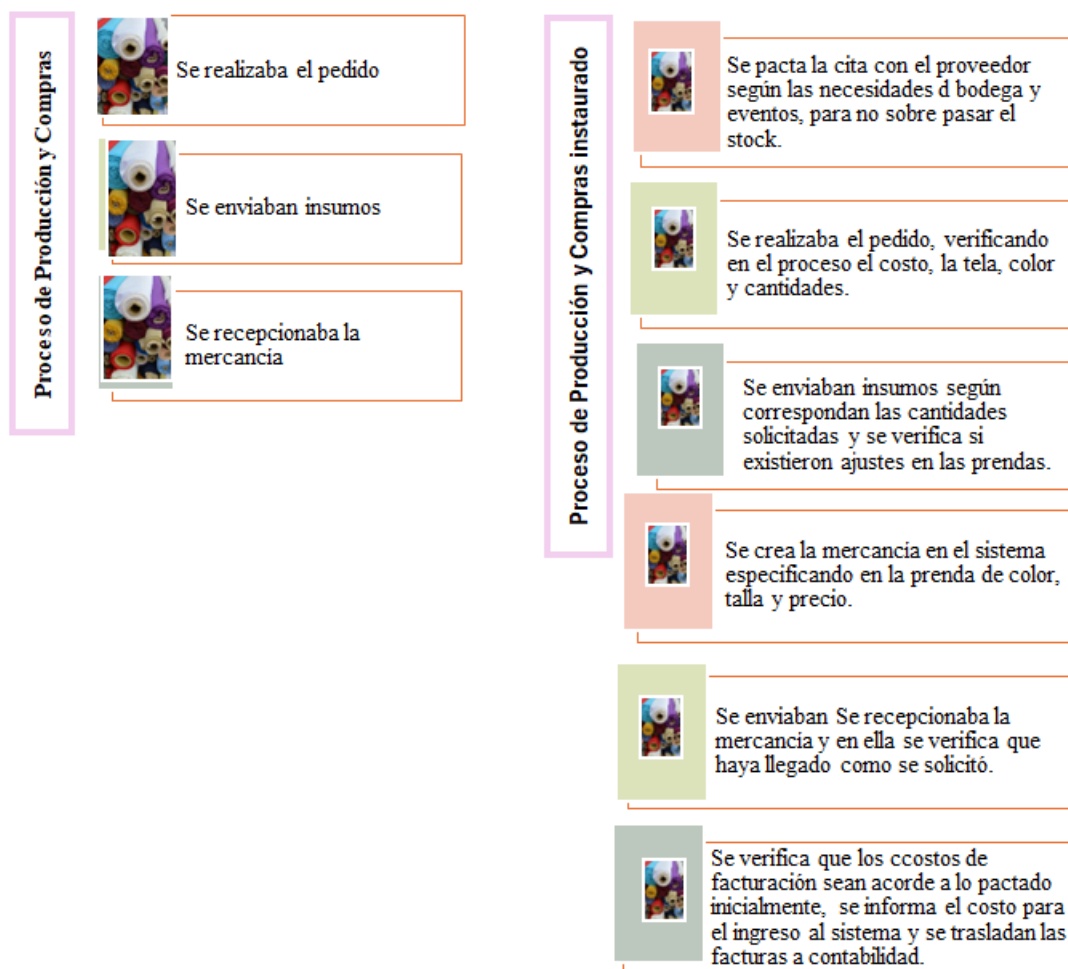 Proceso de Producción y Compras
Se realizaba el pedido
Se enviaban insumos
Se recepcionaba la
mercancía
Proceso de Producción y Compras instaurado
Se pacta la cita con el proveedor
según las necesidades d bodega y
eventos, para no sobre pasar el
stock.
Se realizaba el pedido, verificando
en el proceso el costo, la tela, color
y cantidades.
Se enviaban insumos según
correspondan las cantidades
solicitadas y se verifica si
existieron ajustes en las prendas.
Se crea la mercancía en el sistema
especificando en la prenda de color,
talla y precio.
Se enviaban Se recepcionaba la
mercancía y en ella se verifica que
haya llegado como se solicitó.
Se verifica que los ccostos de
facturación sean acorde a lo pactado
inicialmente, se informa el costo para
el ingreso al sistema y se trasladan las
facturas a contabilidad.